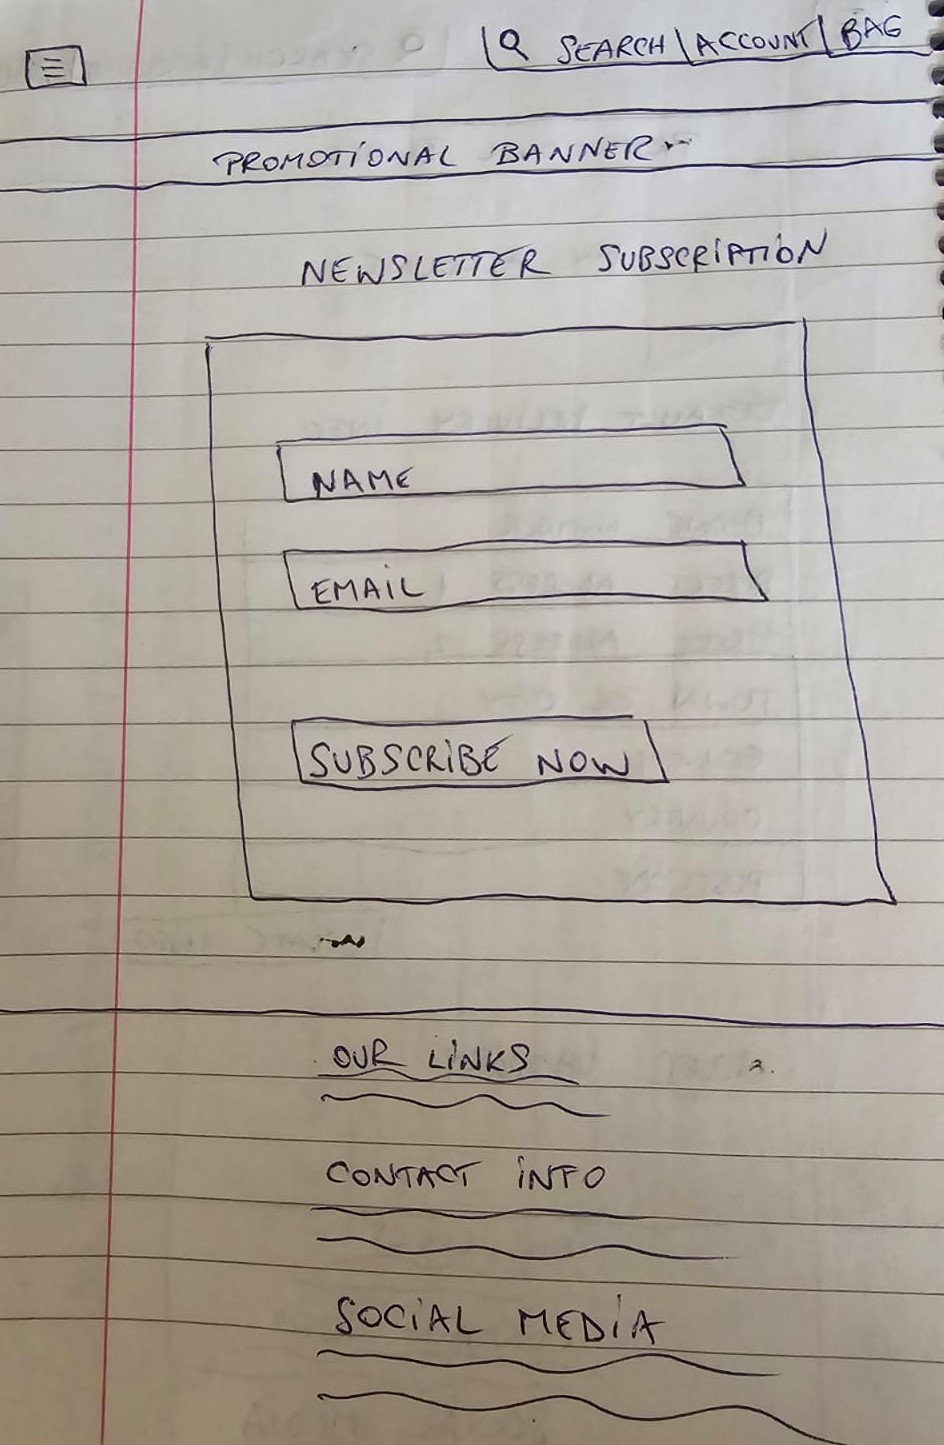 SEARCH | ACCOUNT | BAG
PROMOTIONAL BANNER
NEWSLETTER SUBSCRIPTION
NAME
EMAIL
SUBSCRIBE NOW
OUR LINKS
CONTACT INFO
SOCIAL MEDIA